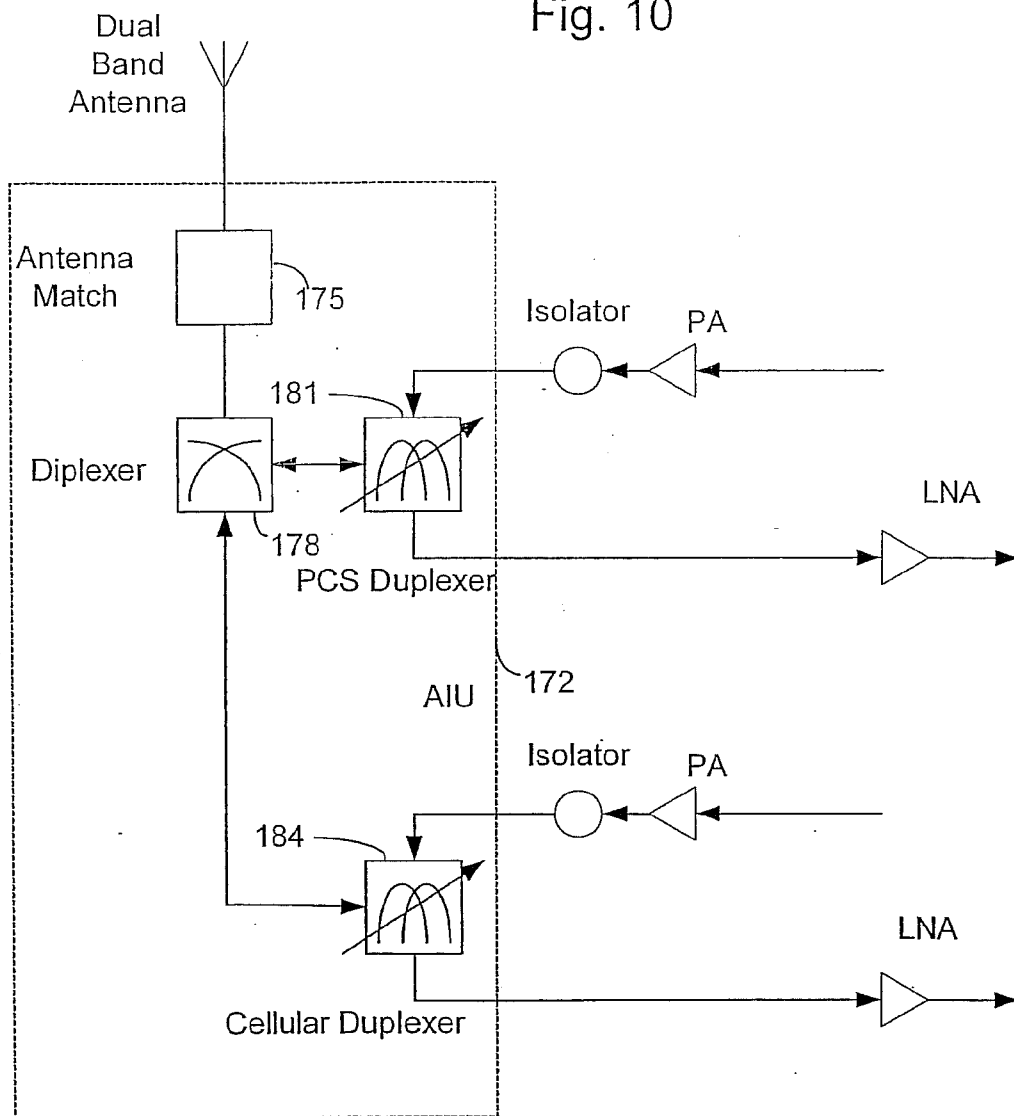 Fig. 10
Dual
Band
Antenna
Antenna
Match
175
Isolator
PA
181
Diplexer
LNA
178
PCS Duplexer
172
AIU
Isolator
PA
184
LNA
Cellular Duplexer